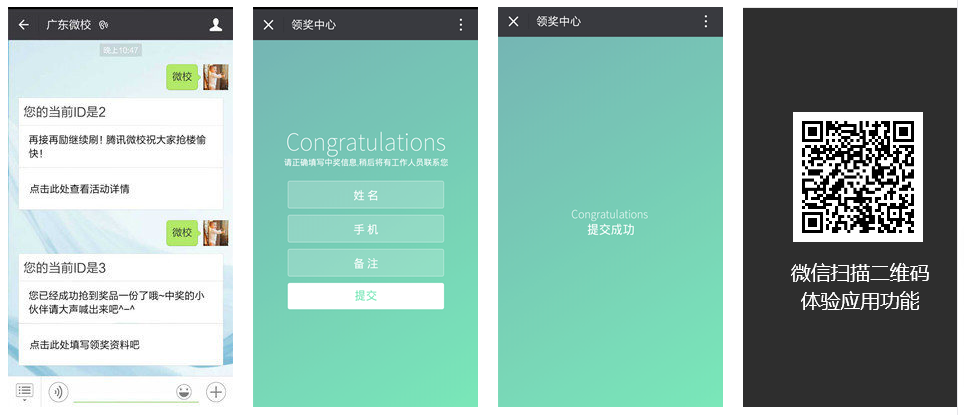 广东微校
晚上10:47
微校
您的当前ID是2
再接再励继续刷！腾讯微校祝大家抢楼愉
快！
点击此处查看活动详情
微校
您的当前ID是3
您已经成功抢到奖品一份了哦~中奖的小
伙伴请大声喊出来吧^-^
点击此处填写领奖资料吧
领奖中心
Congratulations
请正确填写中奖信息,稍后将有工作人员联系您
姓 名
手 机
备 注
提交
领奖中心
Congratulations
提交成功
微信扫描二维码
体验应用功能